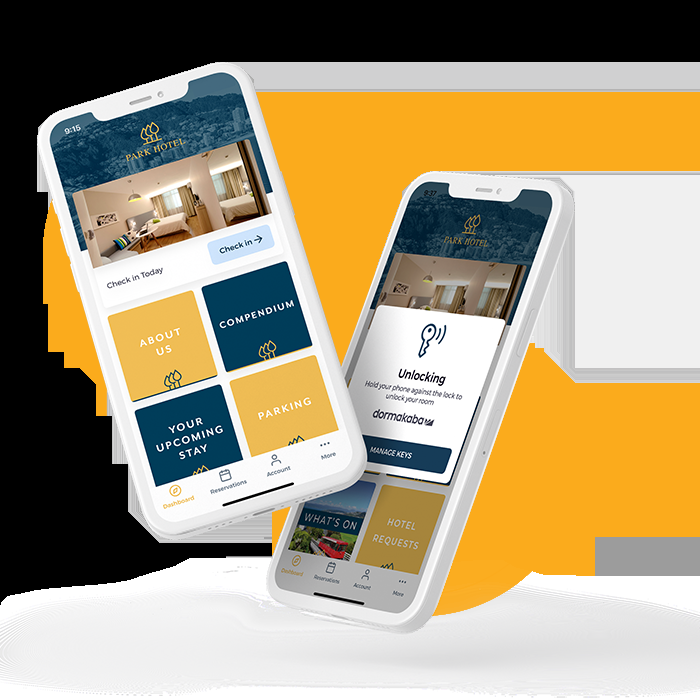 9:15
PARK HOTEL
Check in Today
Check in →
ABOUT
US
COMPENDIUM
YOUR
UPCOMING
STAY
PARKING
Dashboard
Reservations
Account
More
9:27
PARK HOTEL
Unlocking
Hold your phone against the lock to
unlock your room
dormakaba
MANAGE KEYS
WHAT'S ON
HOTEL
REQUESTS
Dashboard
Reservations
Account
More